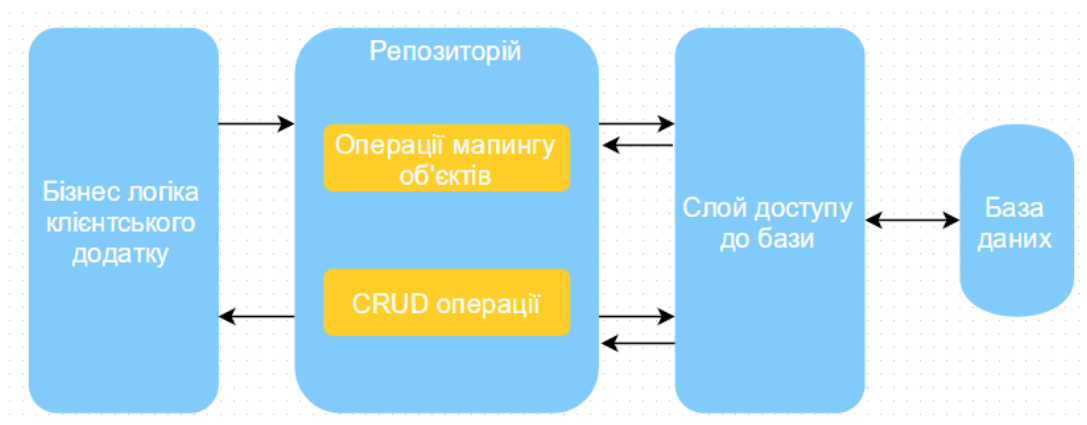 Репозиторій
Операції мапингу
об'єктів
CRUD операції
Бізнес логіка
клієнтського
додатку
Слой доступу
до бази
База
даних